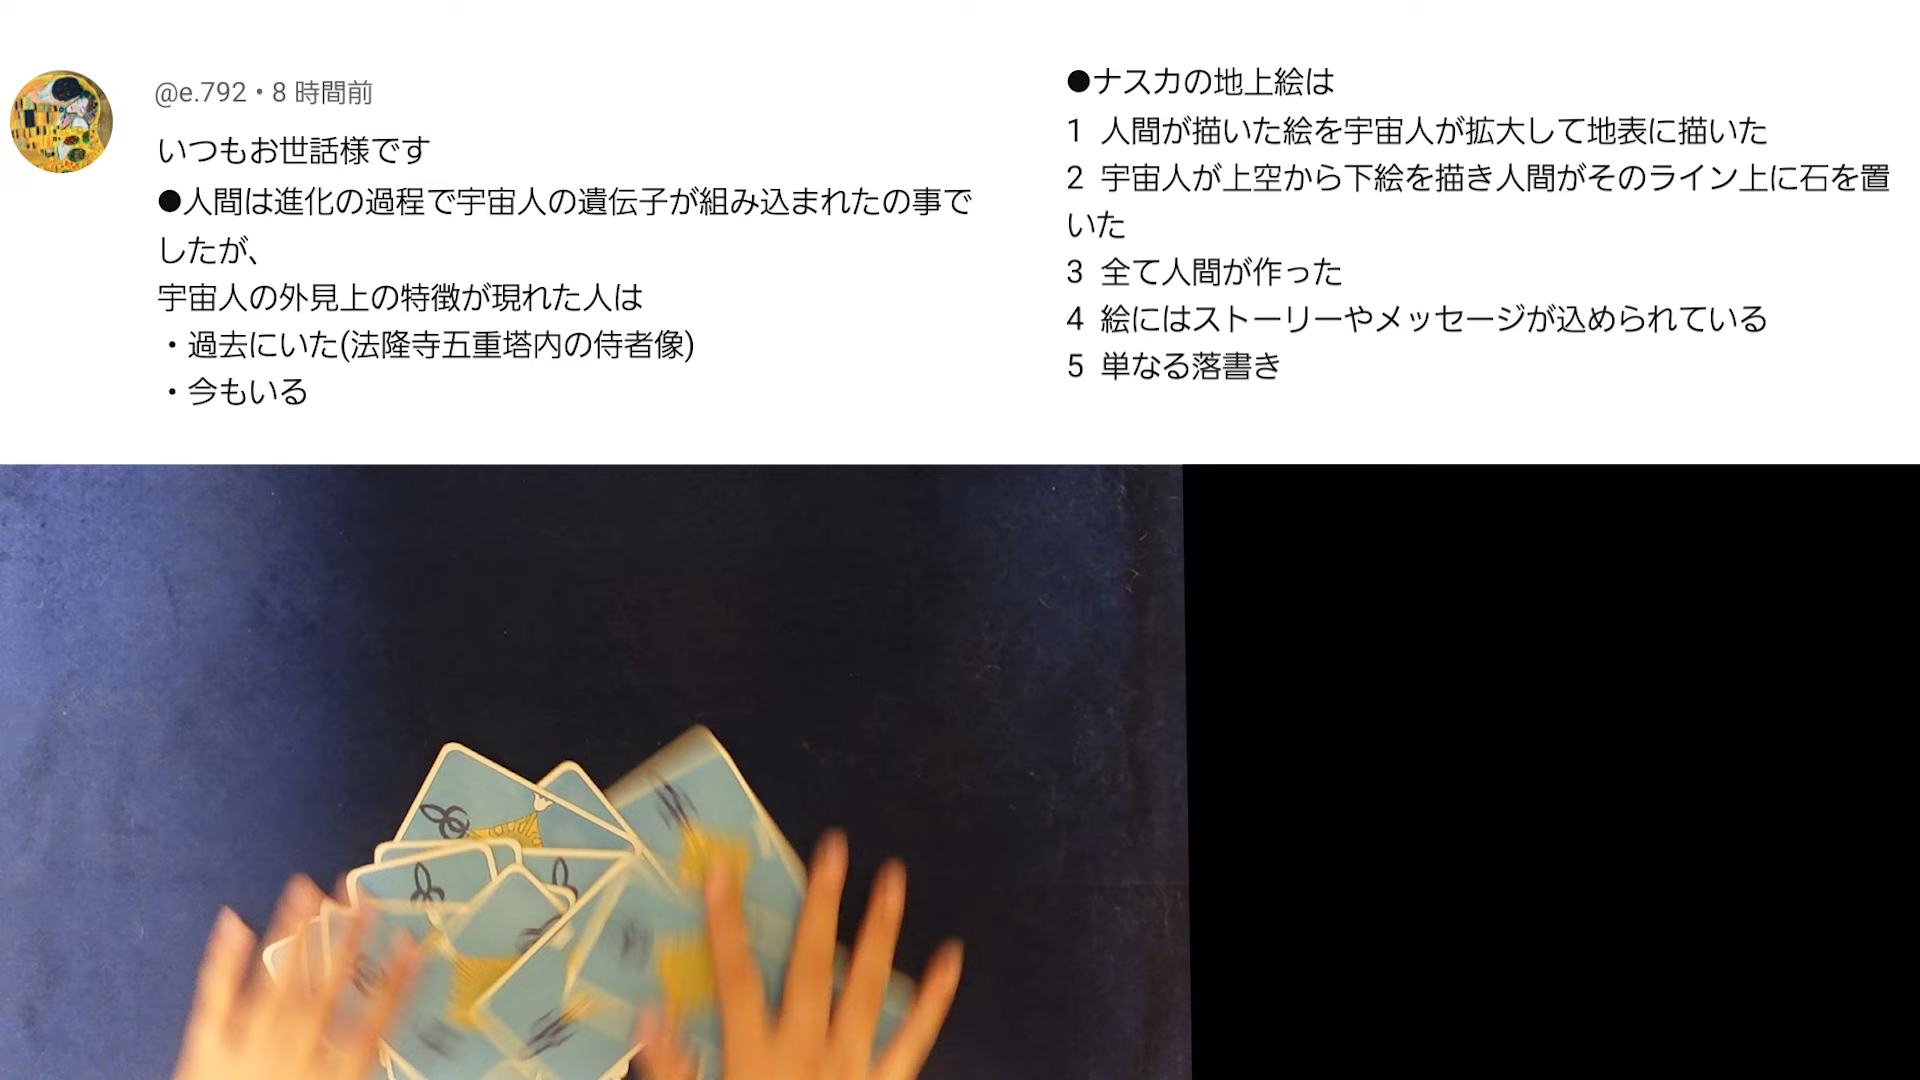 @e.792・8 時間前
いつもお世話様です
●人間は進化の過程で宇宙人の遺伝子が組み込まれたの事で
したが、
宇宙人の外見上の特徴が現れた人は
・過去にいた(法隆寺五重塔内の侍者像)
・今もいる
●ナスカの地上絵は
1 人間が描いた絵を宇宙人が拡大して地表に描いた
2 宇宙人が上空から下絵を描き人間がそのライン上に石を置
いた
3 全て人間が作った
4 絵にはストーリーやメッセージが込められている
5 単なる落書き